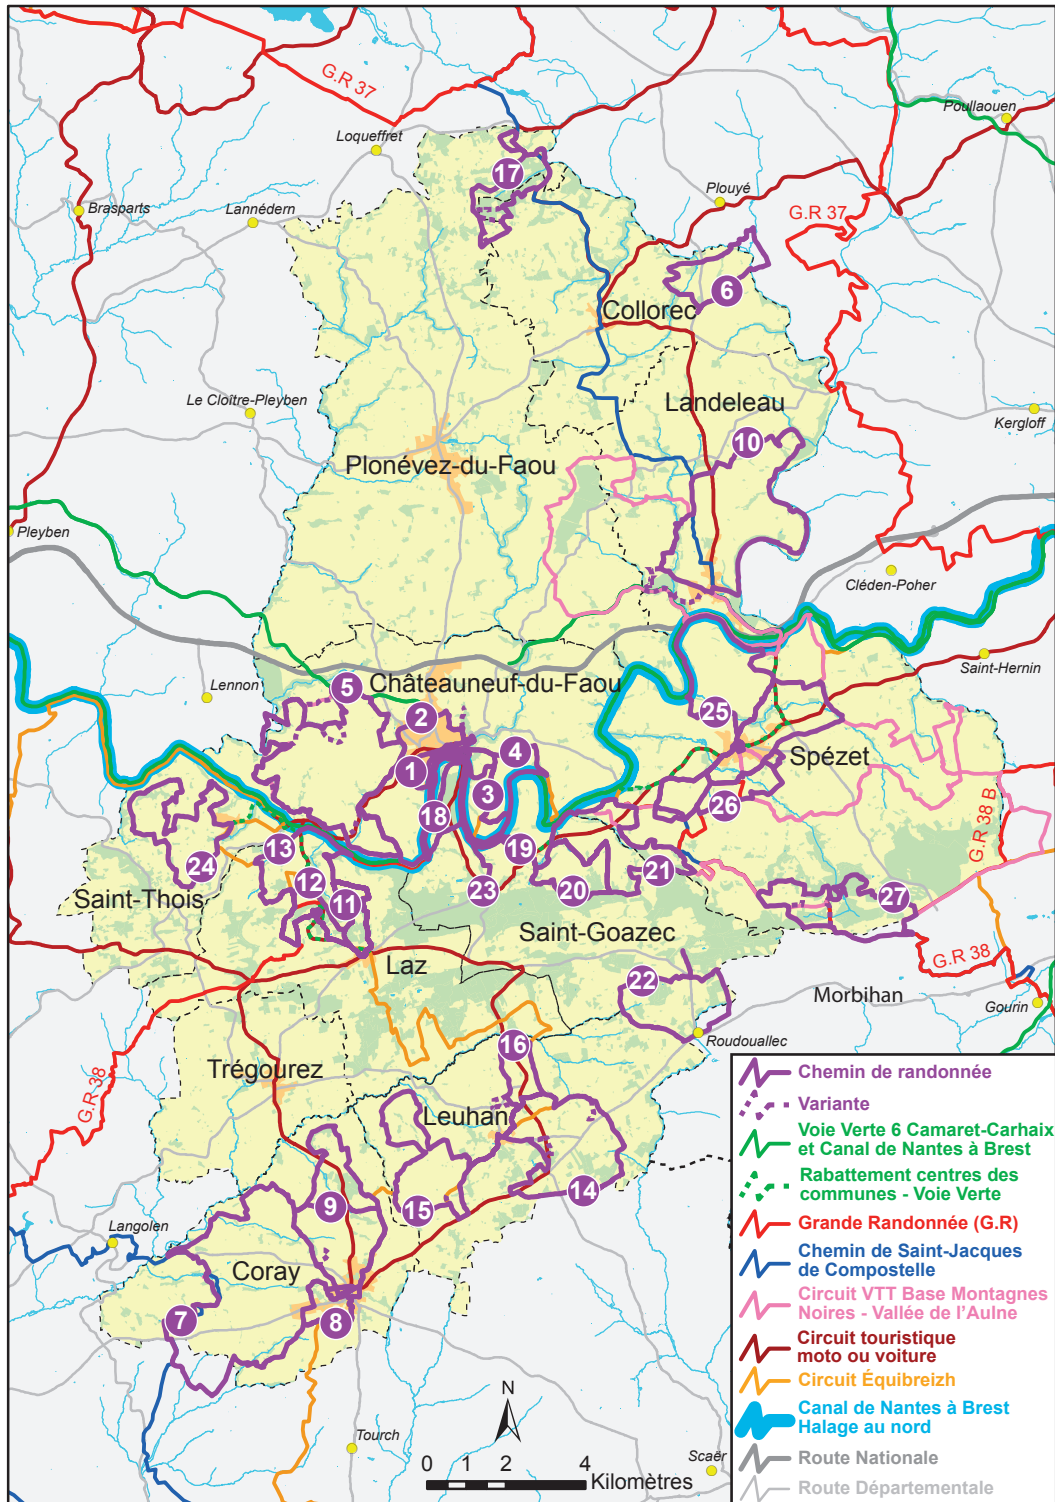 G.R 37
Poullaouen
Loqueffret
17
Plouyé
Brasparts
Lannédern
G.R 37
6
Collorec
Le Cloître-Pleyben
Landeleau
Kergloff
10
Plonévez-du-Faou
Pleyben
Cléden-Poher
Saint-Hernin
Lennon
5
Châteauneuf-du-Faou
2
25
4
Spézet
1
3
26
18
G.R 38 B
13
19
24
12
21
Saint-Thois
11
23
20
27
Saint-Goazec
Laz
G.R 38
22
Morbihan
Gourin
16
Roudouallec
Trégourez
G.R 38
Leuhan
14
9
15
Langolen
Coray
7
8
Tourch
Scaër
N
0 1 2 4
Kilomètres
Chemin de randonnée
Variante
Voie Verte 6 Camaret-Carhaix
et Canal de Nantes à Brest
Rabattement centres des
communes - Voie Verte
Grande Randonnée (G.R)
Chemin de Saint-Jacques
de Compostelle
Circuit VTT Base Montagnes
Noires - Vallée de l'Aulne
Circuit touristique
moto ou voiture
Circuit Équibreizh
Canal de Nantes à Brest
Halage au nord
Route Nationale
Route Départementale